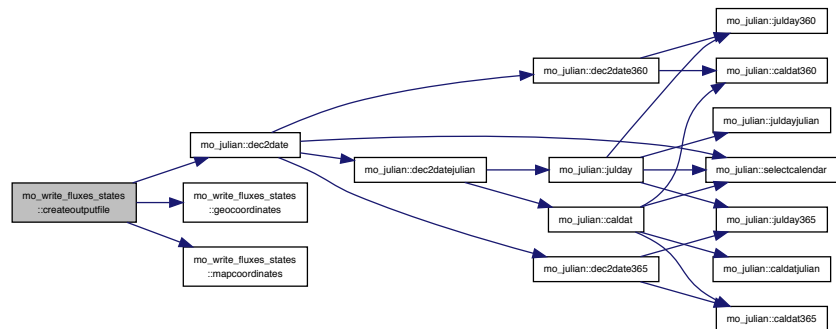 mo_write_fluxes_states
::createoutputfile
mo_julian::dec2date
mo_write_fluxes_states
::geocoordinates
mo_write_fluxes_states
::mapcoordinates
mo_julian::dec2date360
mo_julian::dec2datejulian
mo_julian::dec2date365
mo_julian::julday
mo_julian::caldat
mo_julian::julday360
mo_julian::caldat360
mo_julian::juldayjulian
mo_julian::selectcalendar
mo_julian::julday365
mo_julian::caldatjulian
mo_julian::caldat365